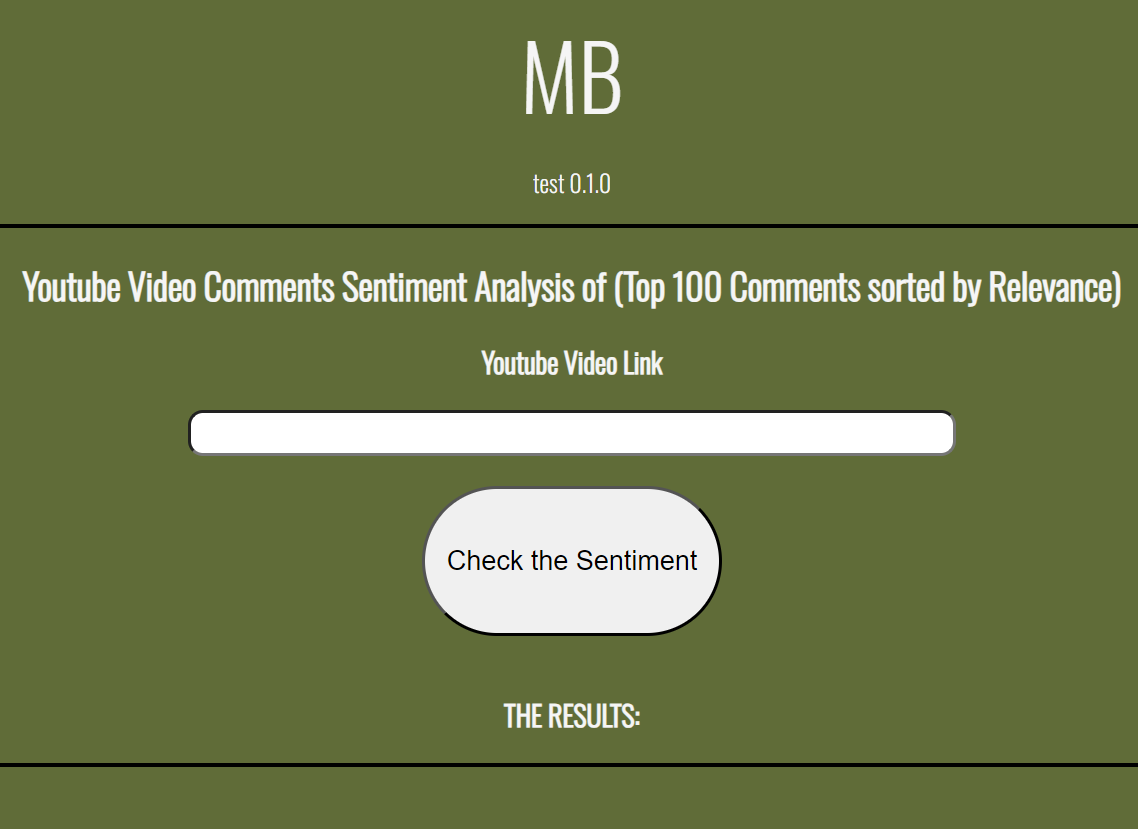 MB
test 0.1.0
Youtube Video Comments Sentiment Analysis of (Top 100 Comments sorted by Relevance)
Youtube Video Link
Check the Sentiment
THE RESULTS: